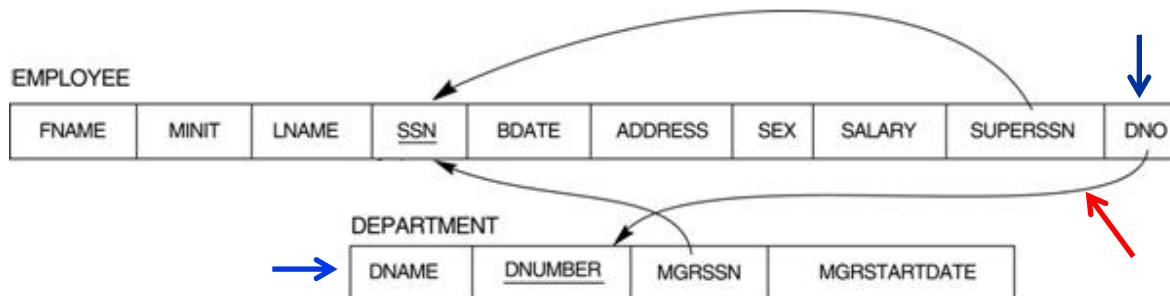 EMPLOYEE
FNAME MINIT LNAME SSN BDATE ADDRESS SEX SALARY SUPERSSN DNO
DEPARTMENT
DNAME DNUMBER MGRSSN MGRSTARTDATE